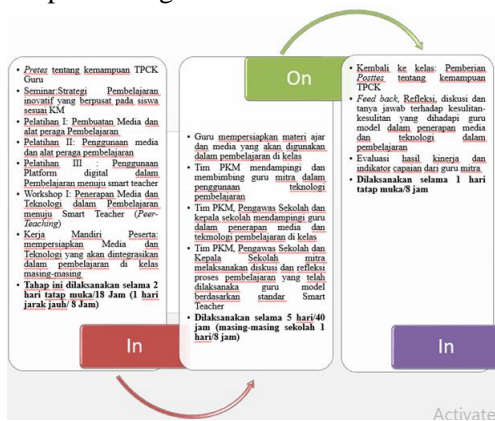 • Pretes tentang kemampuan TPCK
Guru
• Seminar:Strategi Pembelajaran
inovatif yang berpusat pada siswa
sesuai KM
• Pelatihan I: Pembuatan Media dan
alat peraga Pembelajaran
• Pelatihan II: Penggunaan media
dan alat peraga pembelajaran
• Pelatihan III : Penggunaan
Platform digital dalam
Pembelajaran menuju smart teacher
• Workshop I: Penerapan Media dan
Teknologi dalam Pembelajaran
menuju Smart Teacher (Peer-
Teaching)
• Kerja Mandiri Peserta:
mempersiapkan Media dan
Teknologi yang akan diintegrasikan
dalam pembelajaran di kelas
masing-masing
• Tahap ini dilaksanakan selama 2
hari tatap muka/18 Jam (1 hari
jarak jauh/ 8 Jam)
In
On
• Guru mempersiapkan materi ajar
dan media yang akan digunakan
dalam pembelajaran di kelas
• Tim PKM mendampingi dan
membimbing guru mitra dalam
penggunaan teknologi
pembelajaran
• Tim PKM, Pengawas Sekolah dan
kepala sekolah mendampingi guru
dalam penerapan media dan
teknologi pembelajaran di kelas
• Tim PKM, Pengawas Sekolah dan
Kepala Sekolah mitra
melaksanakan diskusi dan refleksi
proses pembelajaran yang telah
dilaksanaka guru model
berdasarkan standar Smart
Teacher
• Dilaksanakan selama 5 hari/40
jam (masing-masing sekolah 1
hari/8 jam)
• Kembali ke kelas: Pemberian
Posttes tentang kemampuan
TPCK
• Feed back, Refleksi, diskusi dan
tanya jawab terhadap kesulitan-
kesulitan yang dihadapi guru
model dalam penerapan media
dan teknologi dalam
pembelajaran
• Evaluasi hasil kinerja dan
indikator capaian dari guru mitra
• Dilaksanakan selama 1 hari
tatap muka/8 jam
In
Activate